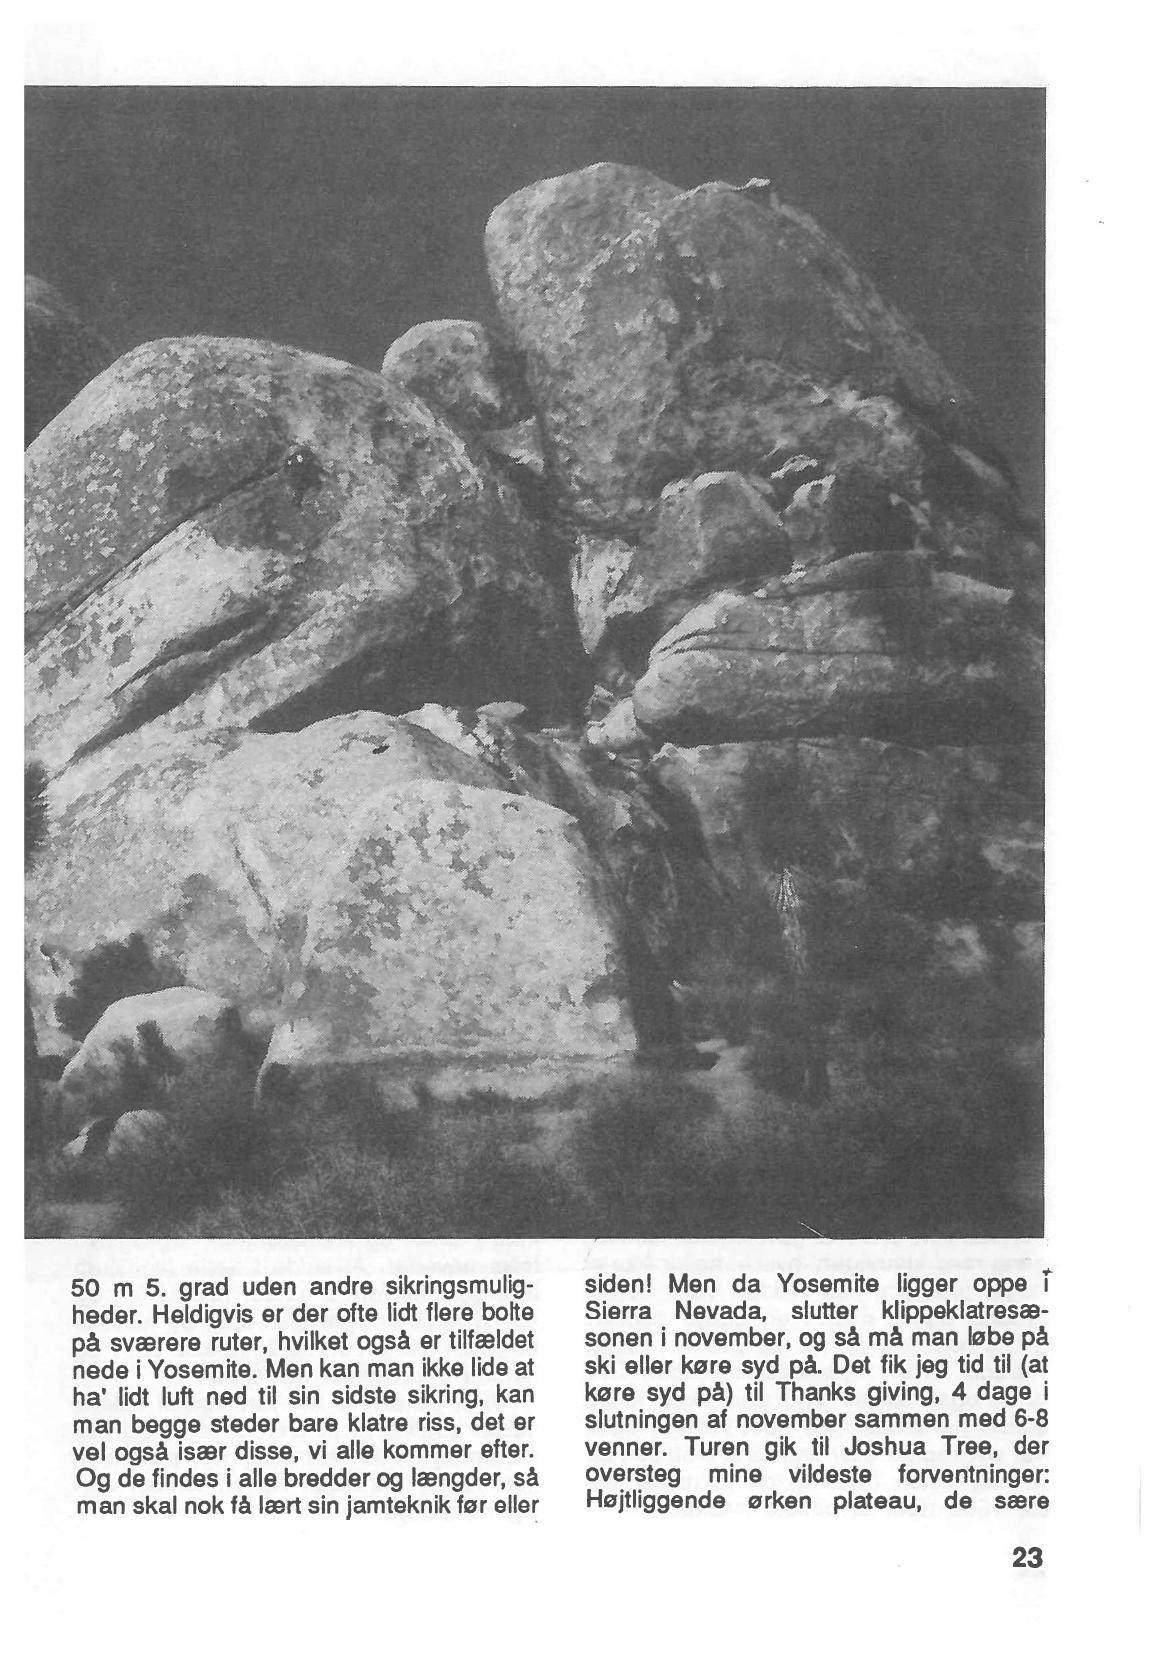 50 m 5. grad uden andre sikringsmulig-
heder. Heldigvis er der ofte lidt flere bolte
på sværere ruter, hvilket også er tilfældet
nede i Yosemite. Men kan man ikke lide at
ha' lidt luft ned til sin sidste sikring, kan
man begge steder bare klatre riss, det er
vel også især disse, vi alle kommer efter.
Og de findes i alle bredder og længder, så
man skal nok få lært sin jamteknik før eller
siden! Men da Yosemite ligger oppe i
Sierra Nevada, slutter klippeklatresæ-
sonen i november, og så må man løbe på
ski eller køre syd på. Det fik jeg tid til (at
køre syd på) til Thanks giving, 4 dage i
slutningen af november sammen med 6-8
venner. Turen gik til Joshua Tree, der
oversteg mine vildeste forventninger:
Højtliggende ørken plateau, de sære
23